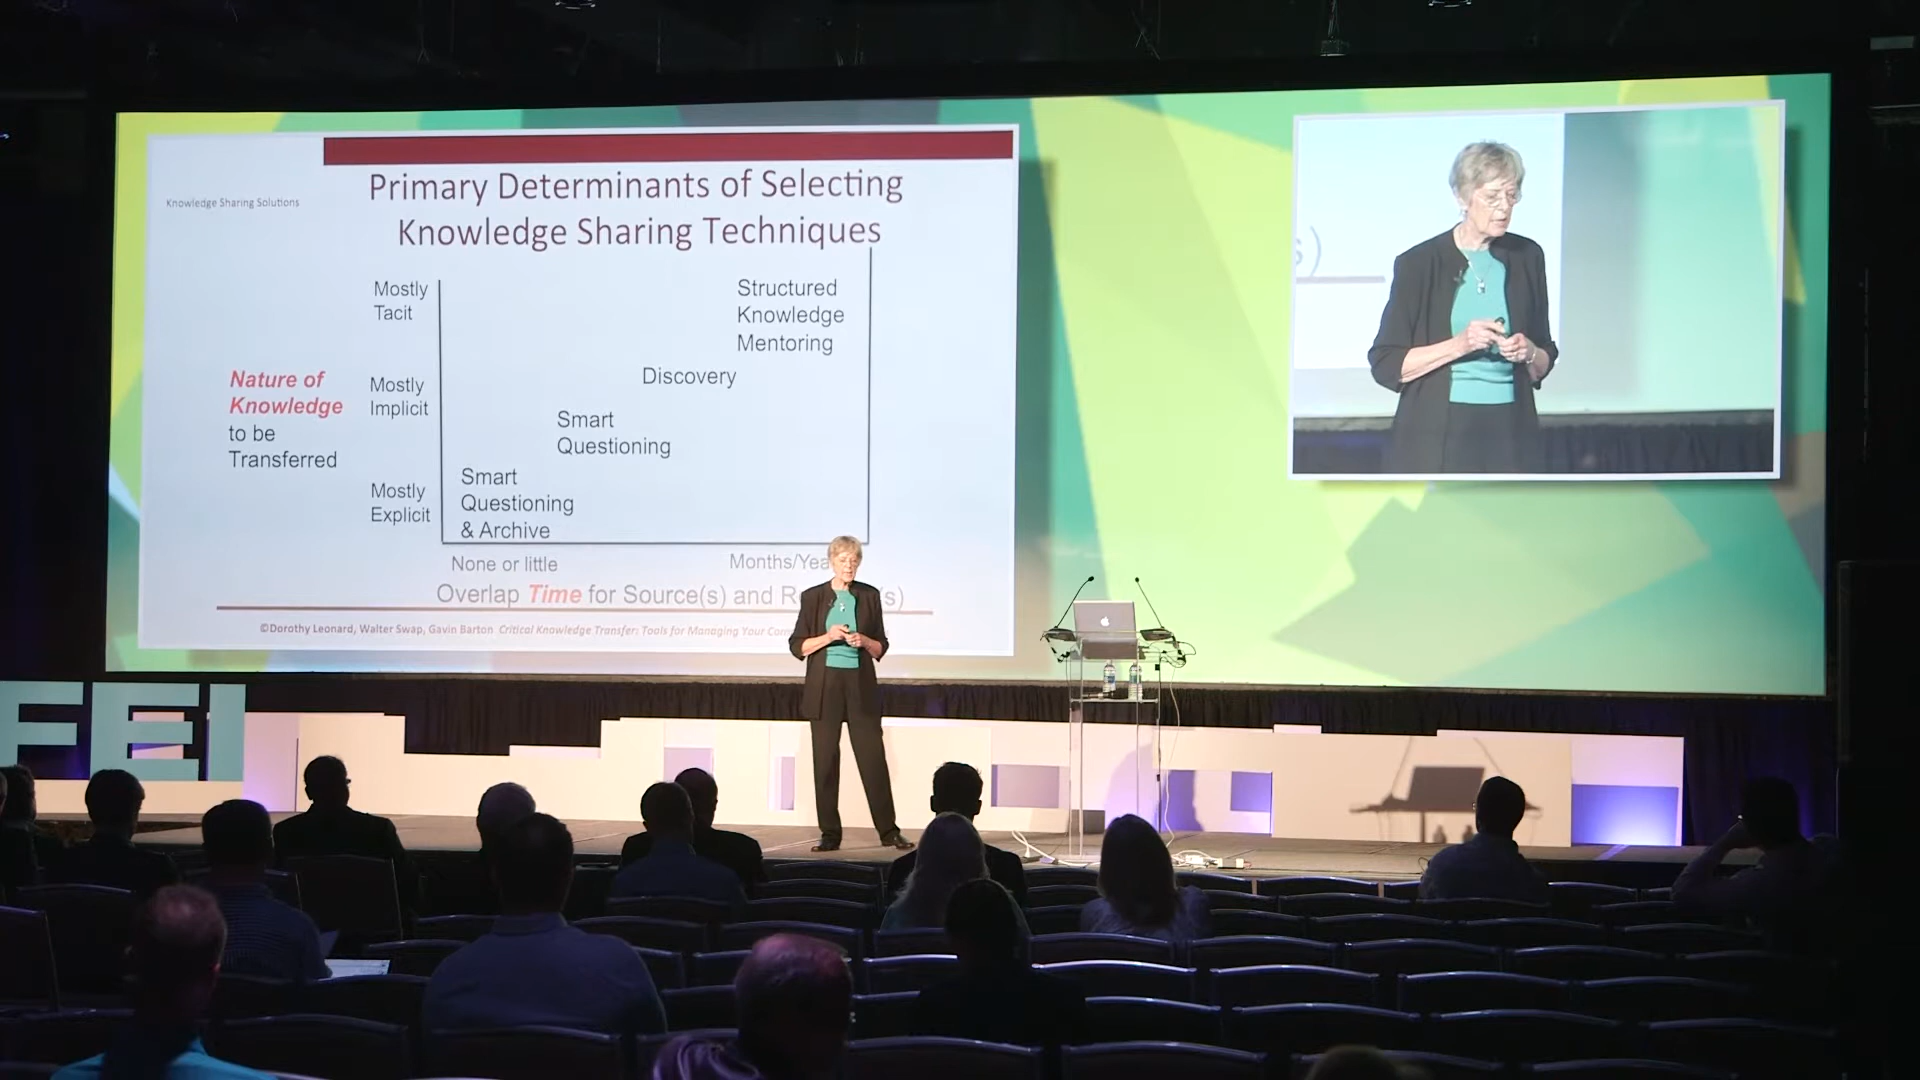 Knowledge Sharing Solutions
Primary Determinants of Selecting
Knowledge Sharing Techniques
Mostly
Tacit
Structured
Knowledge
Mentoring
Discovery
Nature of
Knowledge
to be
Transferred
Mostly
Implicit
Smart
Questioning
Mostly
Explicit
Smart
Questioning
& Archive
None or little
Overlap Time for Source(s) and
s)
©Dorothy Leonard, Walter Swap, Gavin Barton Critical Knowledge Transfer: Tools for Managing Your
s)
FEI